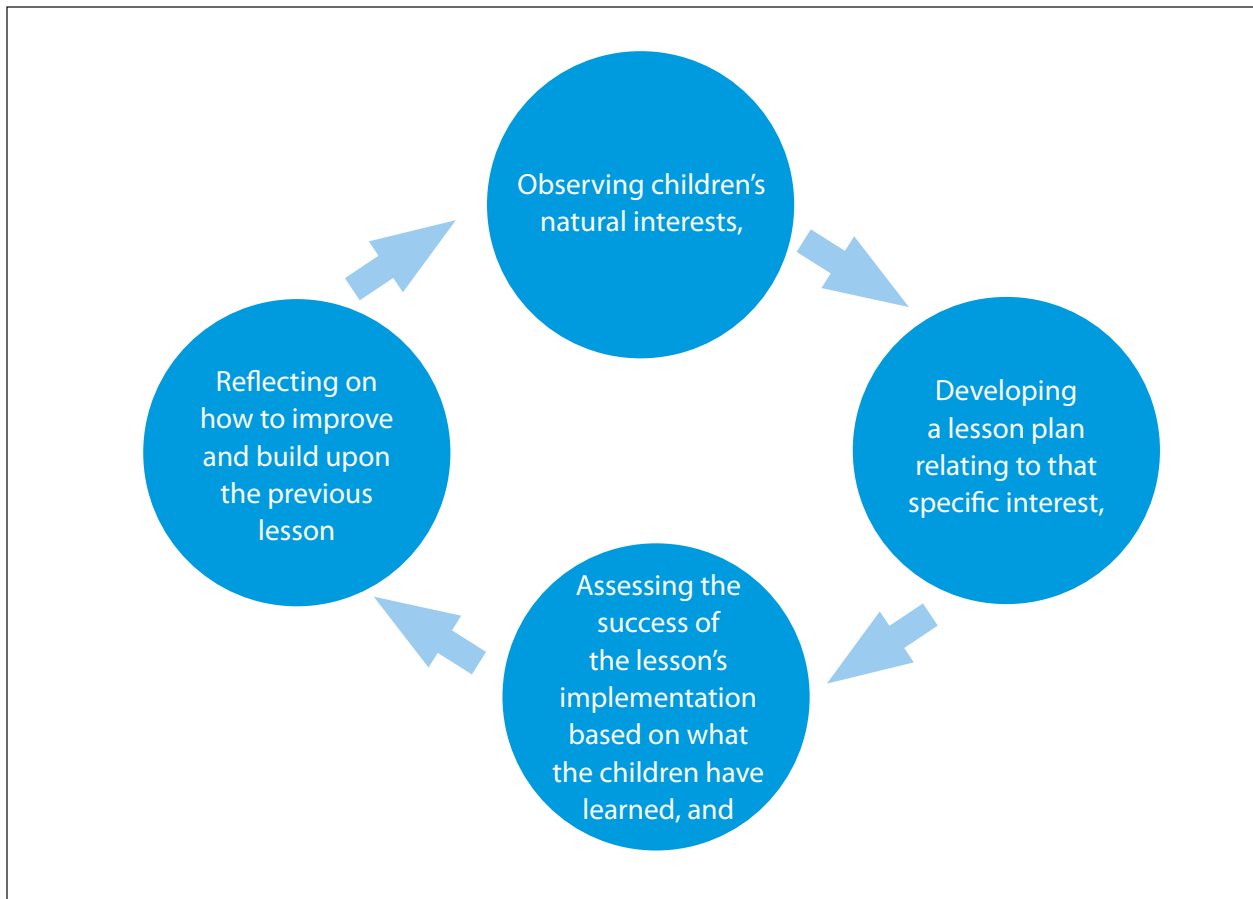 Observing children’s
natural interests,
Developing
a lesson plan
relating to that
specific interest,
Assessing the
success of
the lesson’s
implementation
based on what
the children have
learned, and
Reflecting on
how to improve
and build upon
the previous
lesson